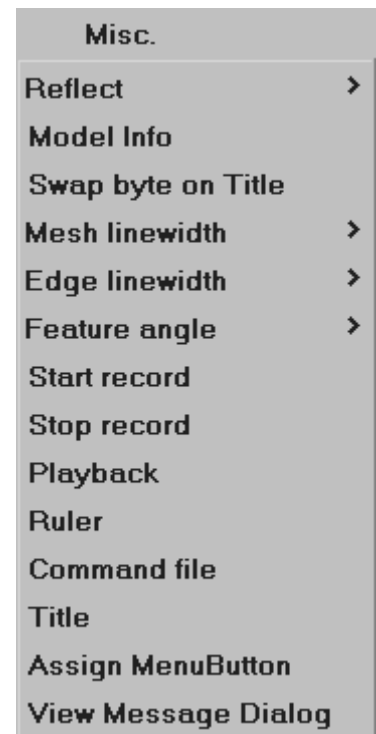 Misc.
Reflect >
Model Info
Swap byte on Title
Mesh linewidth >
Edge linewidth >
Feature angle >
Start record
Stop record
Playback
Ruler
Command file
Title
Assign MenuButton
View Message Dialog